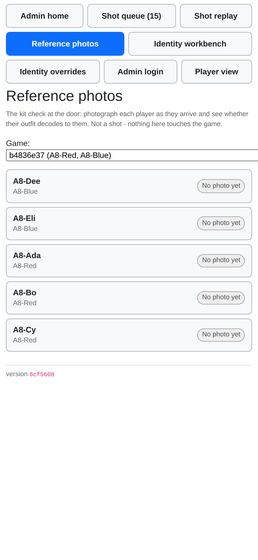 Admin home
Shot queue (15)
Shot replay
Reference photos
Identity workbench
Identity overrides
Admin login
Player view
Reference photos
The kit check at the door: photograph each player as they arrive and see whether
their outfit decodes to them. Not a shot - nothing here touches the game.
Game:
b4836e37 (A8-Red, A8-Blue)
A8-Dee
A8-Blue
No photo yet
A8-Eli
A8-Blue
No photo yet
A8-Ada
A8-Red
No photo yet
A8-Bo
A8-Red
No photo yet
A8-Cy
A8-Red
No photo yet
version 6cf5608